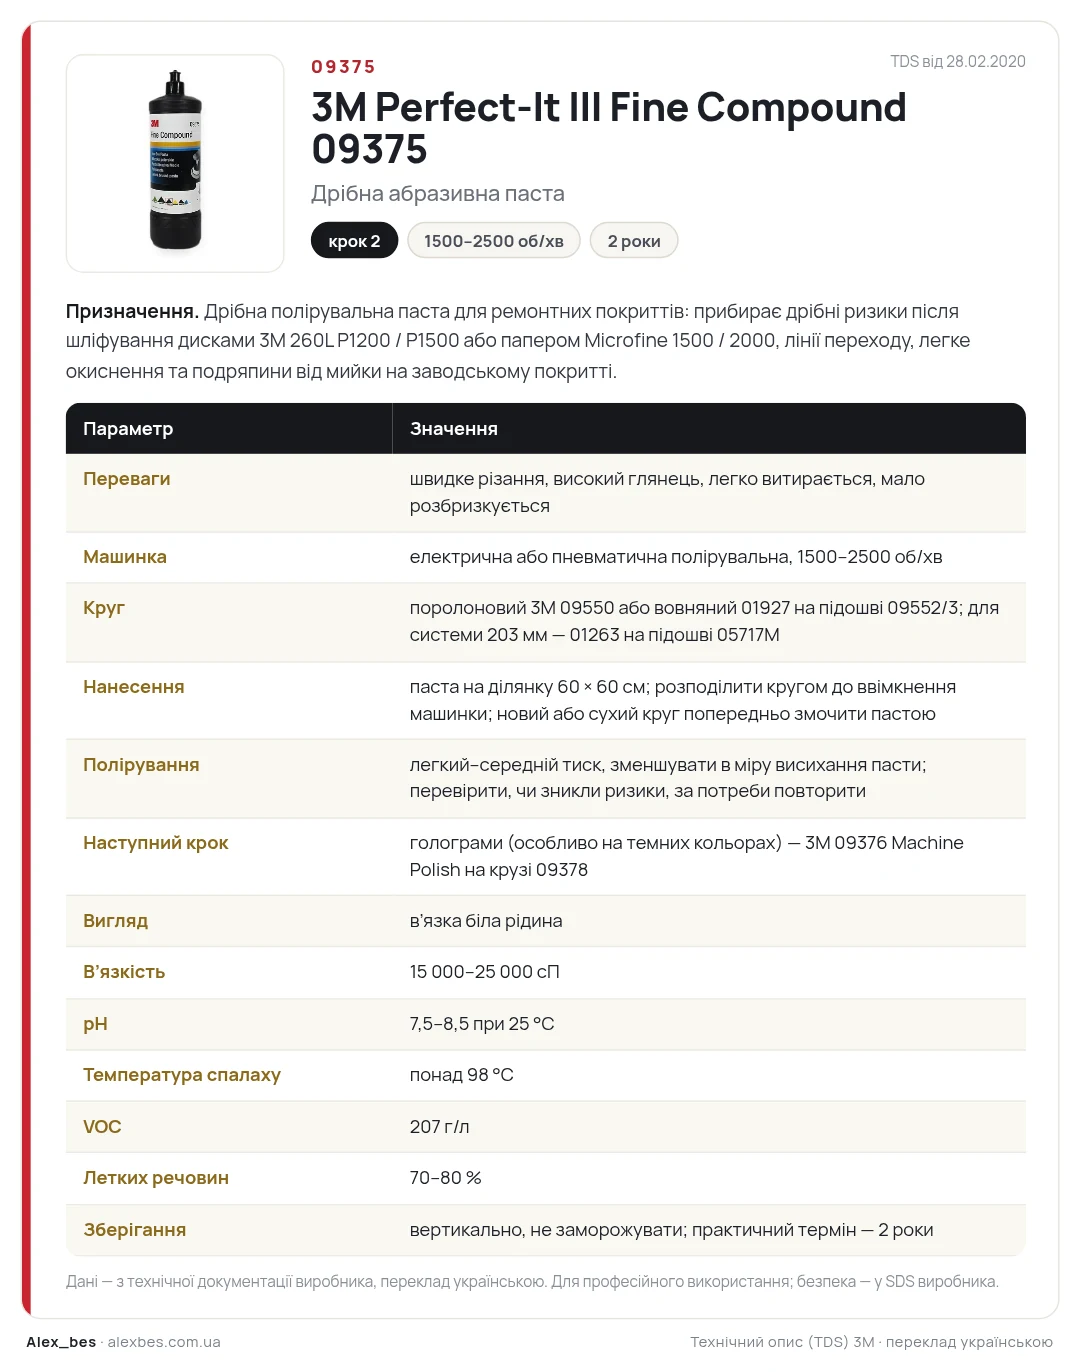 3M
Fine Compound
09375
TDS від 28.02.2020
3M Perfect-It III Fine Compound
09375
Дрібна абразивна паста
крок 2
1500–2500 об/хв
2 роки
Призначення. Дрібна полірувальна паста для ремонтних покриттів: прибирає дрібні ризики після
шліфування дисками 3M 260L P1200 / P1500 або папером Microfine 1500 / 2000, лінії переходу, легке
окиснення та подряпини від мийки на заводському покритті.
Параметр Значення
Переваги швидке різання, високий глянець, легко витирається, мало
розбризкується
Машинка електрична або пневматична полірувальна, 1500–2500 об/хв
Круг поролоновий 3M 09550 або вовняний 01927 на підошві 09552/3; для
системи 203 мм — 01263 на підошві 05717M
Нанесення паста на ділянку 60 × 60 см; розподілити кругом до ввімкнення
машинки; новий або сухий круг попередньо змочити пастою
Полірування легкий–середній тиск, зменшувати в міру висихання пасти;
перевірити, чи зникли ризики, за потреби повторити
Наступний крок голограми (особливо на темних кольорах) — 3M 09376 Machine
Polish на крузі 09378
Вигляд в’язка біла рідина
В’язкість 15 000–25 000 сП
pH 7,5–8,5 при 25 °C
Температура спалаху понад 98 °C
VOC 207 г/л
Летких речовин 70–80 %
Зберігання вертикально, не заморожувати; практичний термін — 2 роки
Дані — з технічної документації виробника, переклад українською. Для професійного використання; безпека — у SDS виробника.
Alex_bes · alexbes.com.ua
Технічний опис (TDS) 3M · переклад українською